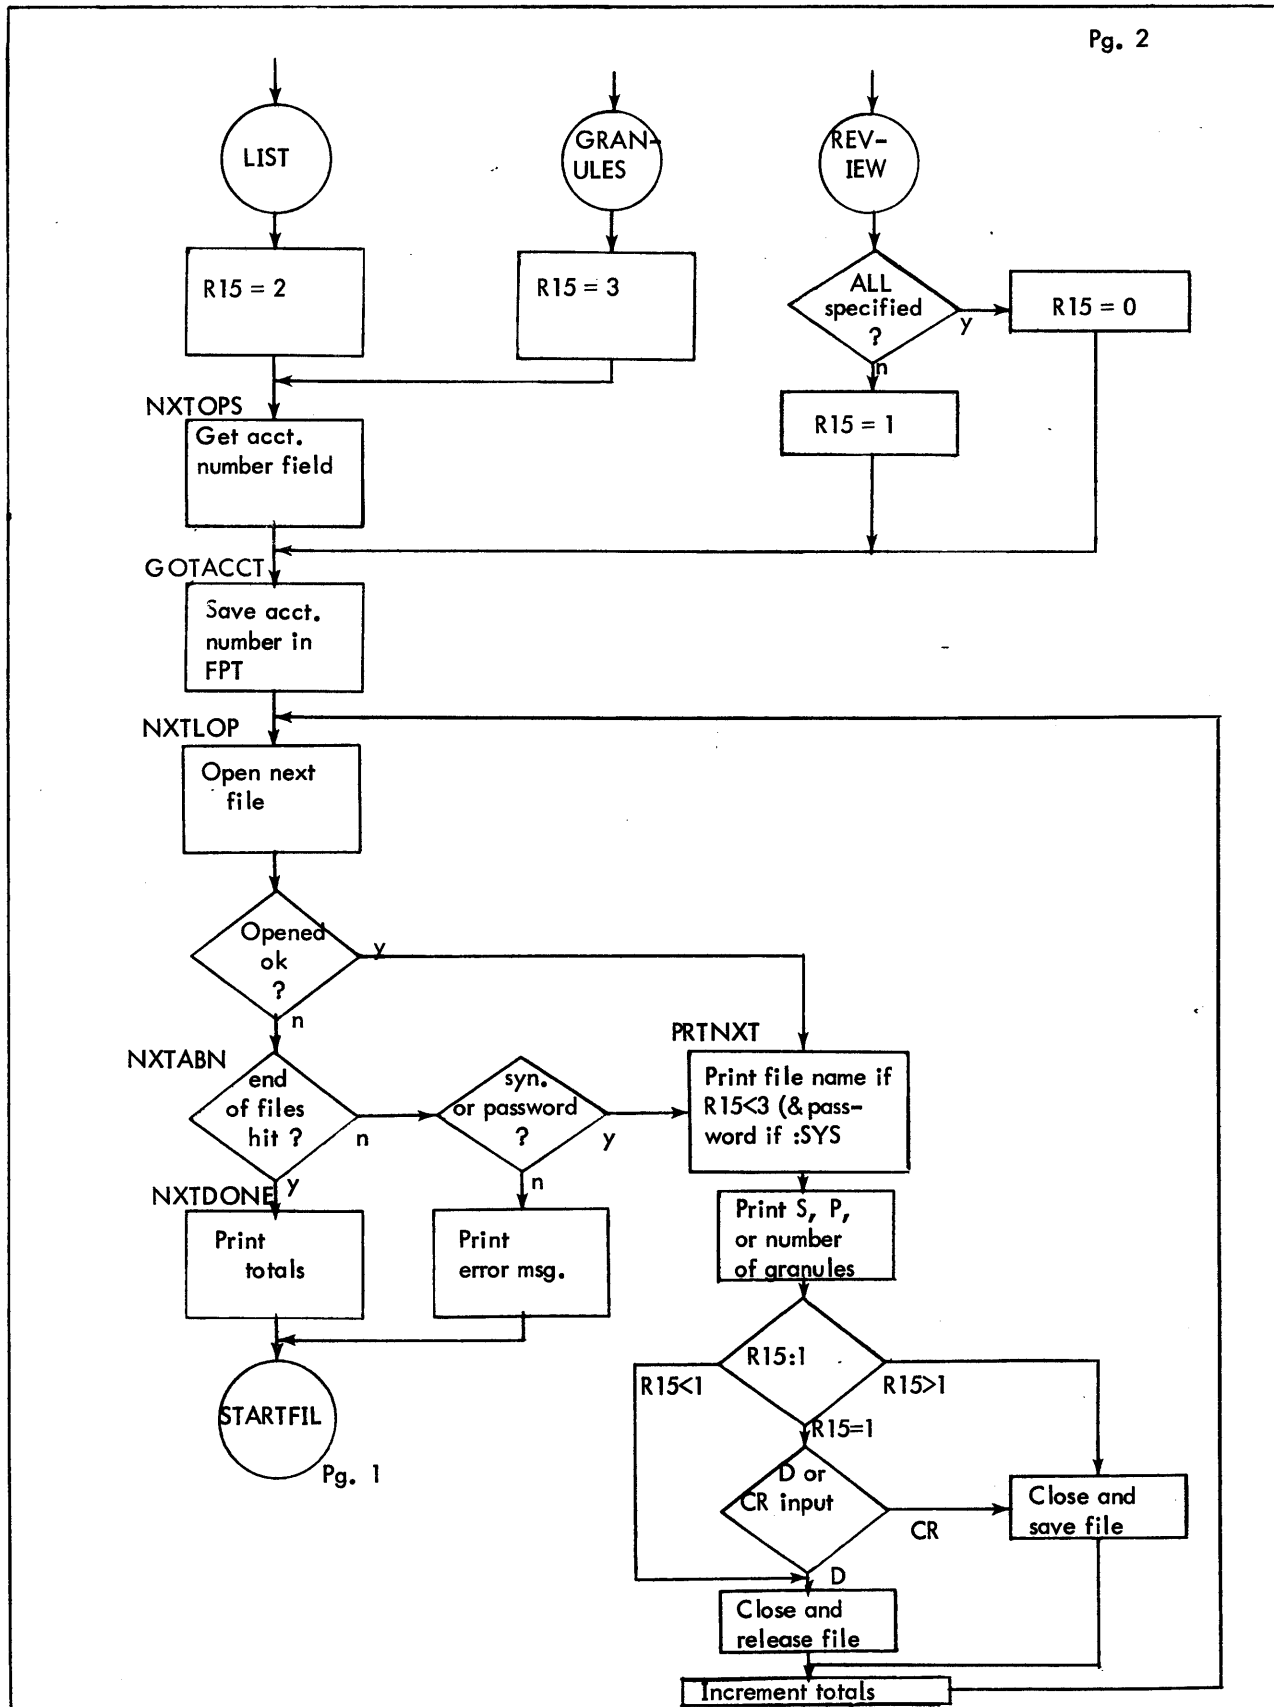 Pg. 2
LIST
GRAN-
ULES
REV-
IEW
R15 = 2
R15 = 3
ALL
specified
?
y
n
R15 = 0
R15 = 1
NXTOPS
Get acct.
number field
GOTACCT
Save acct.
number in
FPT
NXTLOP
Open next
file
Opened
ok
?
y
n
NXTABN
end
of files
hit ?
n
y
syn.
or password
?
y
n
PRTNXT
Print file name if
R15<3 (& pass-
word if :SYS
NXTDONE
Print
totals
Print
error msg.
Print S, P,
or number
of granules
STARTFIL
Pg. 1
R15:1
R15<1
R15>1
R15=1
D or
CR input
CR
D
Close and
save file
Close and
release file
Increment totals